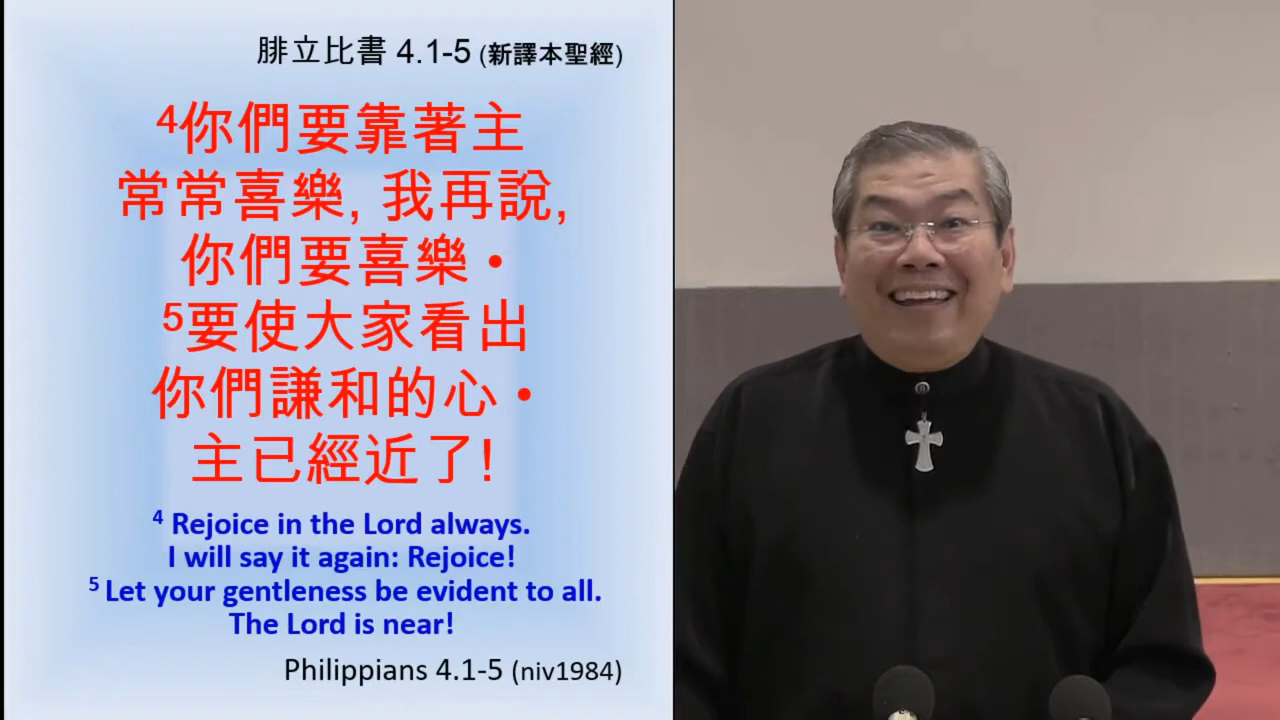 腓立比書 4.1-5 (新譯本聖經)
4你們要靠著主
常常喜樂, 我再說,
你們要喜樂•
5要使大家看出
你們謙和的心•
主已經近了!
4 Rejoice in the Lord always.
I will say it again: Rejoice!
5 Let your gentleness be evident to all.
The Lord is near!
Philippians 4.1-5 (niv1984)